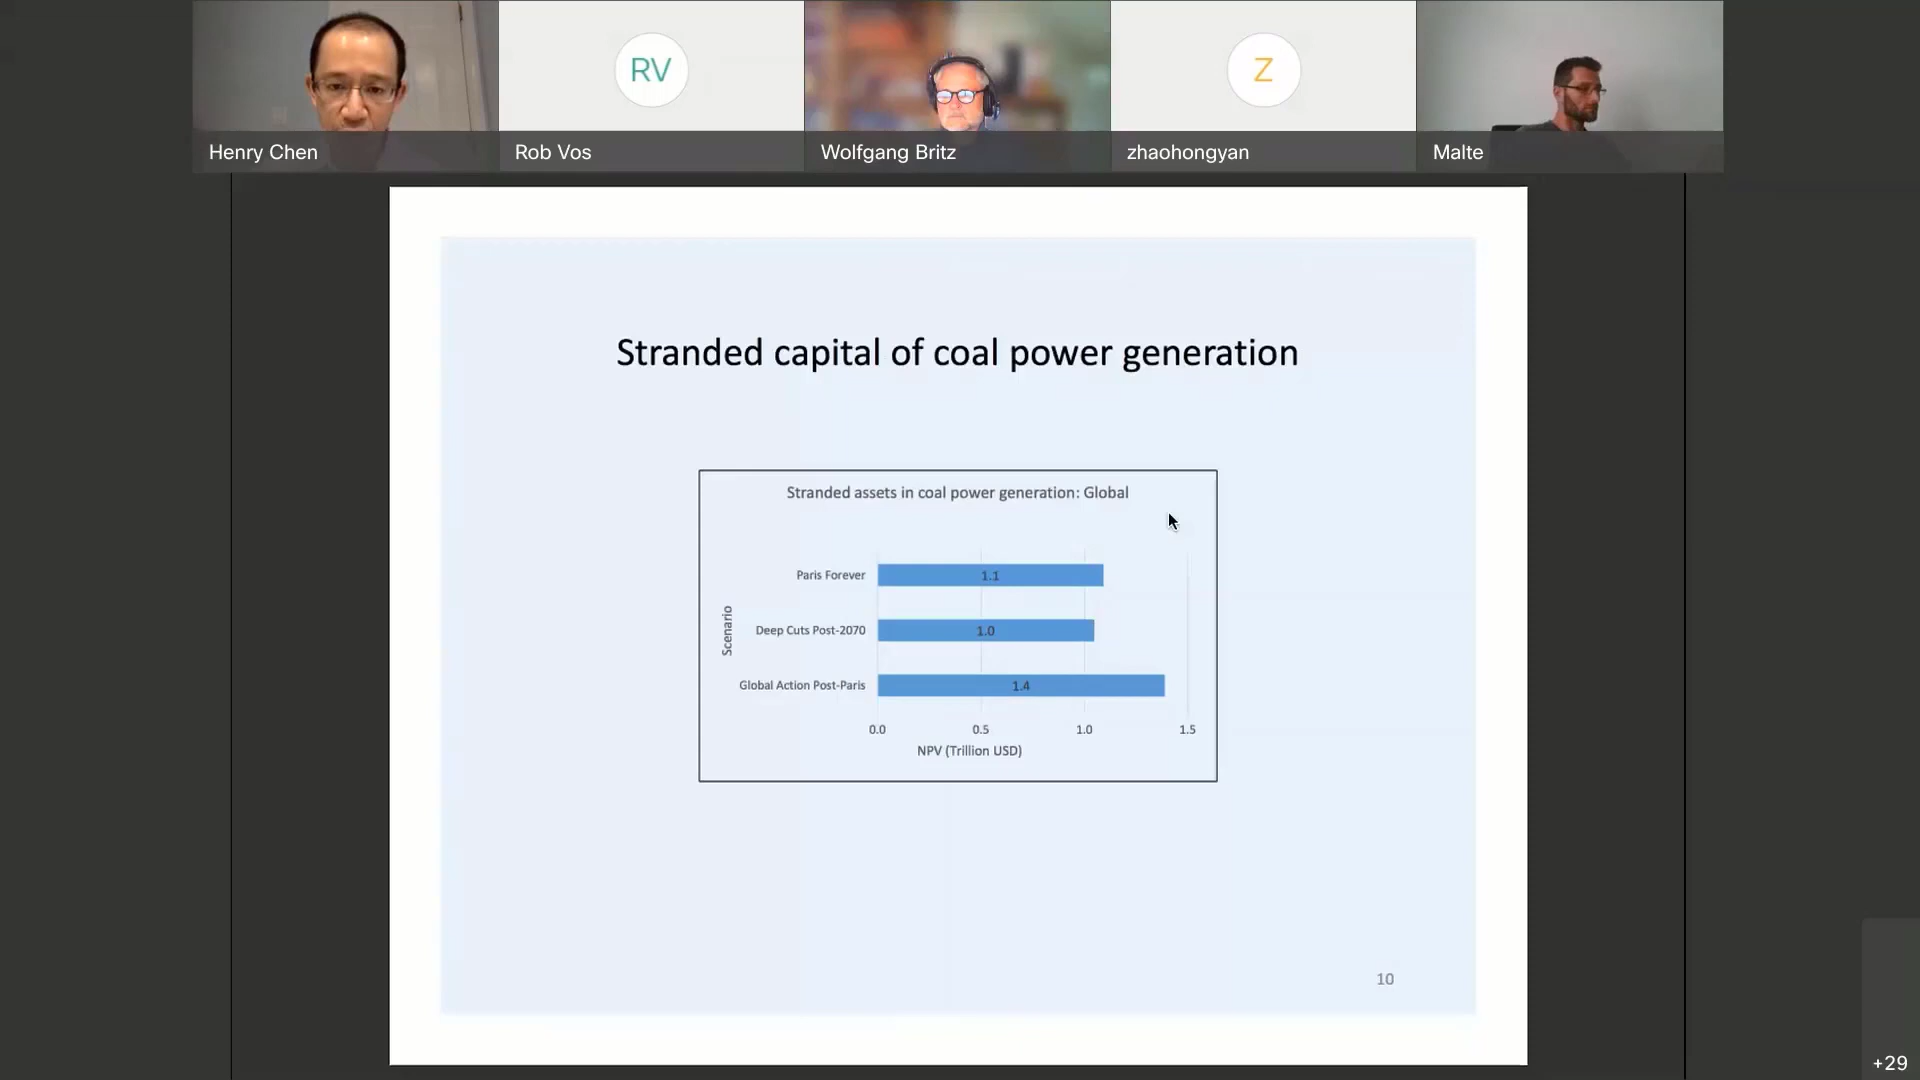 RV
Z
Henry Chen
Rob Vos
Wolfgang Britz
zhaohongyan
Malte
Stranded capital of coal power generation
Stranded assets in coal power generation: Global
Scenario
Paris Forever
1.1
Deep Cuts Post-2070
1.0
Global Action Post-Paris
1.4
0.0
0.5
1.0
1.5
NPV (Trillion USD)
10
+29